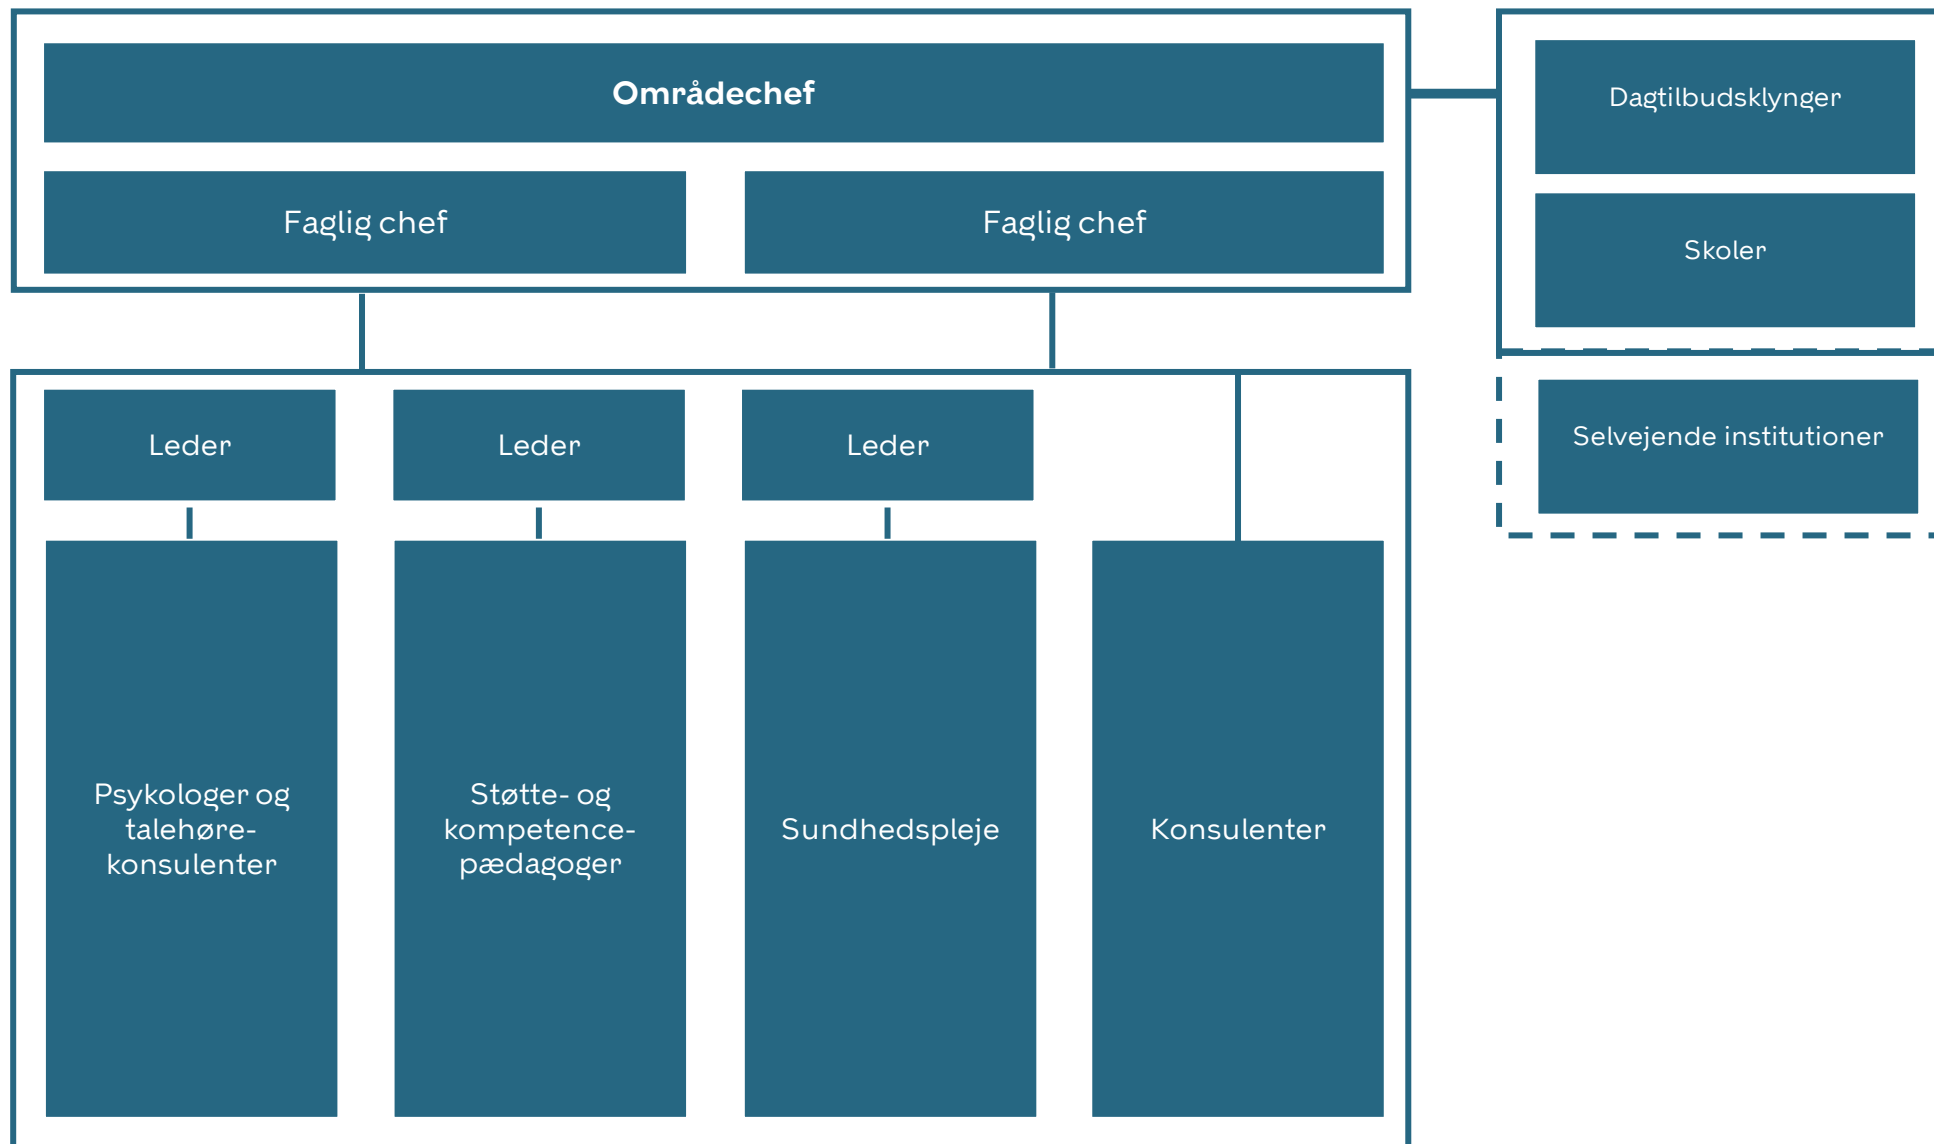 Områdechef
Faglig chef
Faglig chef
Dagtilbudsklynger
Skoler
Selvejende institutioner
Leder
Leder
Leder
Psykologer og
talehøre-
konsulenter
Støtte- og
kompetence-
pædagoger
Sundhedspleje
Konsulenter